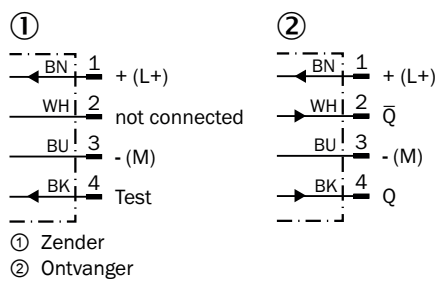 ①
BN 1 + (L+)
WH 2 not connected
BU 3 - (M)
BK 4 Test
②
BN 1 + (L+)
WH 2 Q̅
BU 3 - (M)
BK 4 Q
① Zender
② Ontvanger